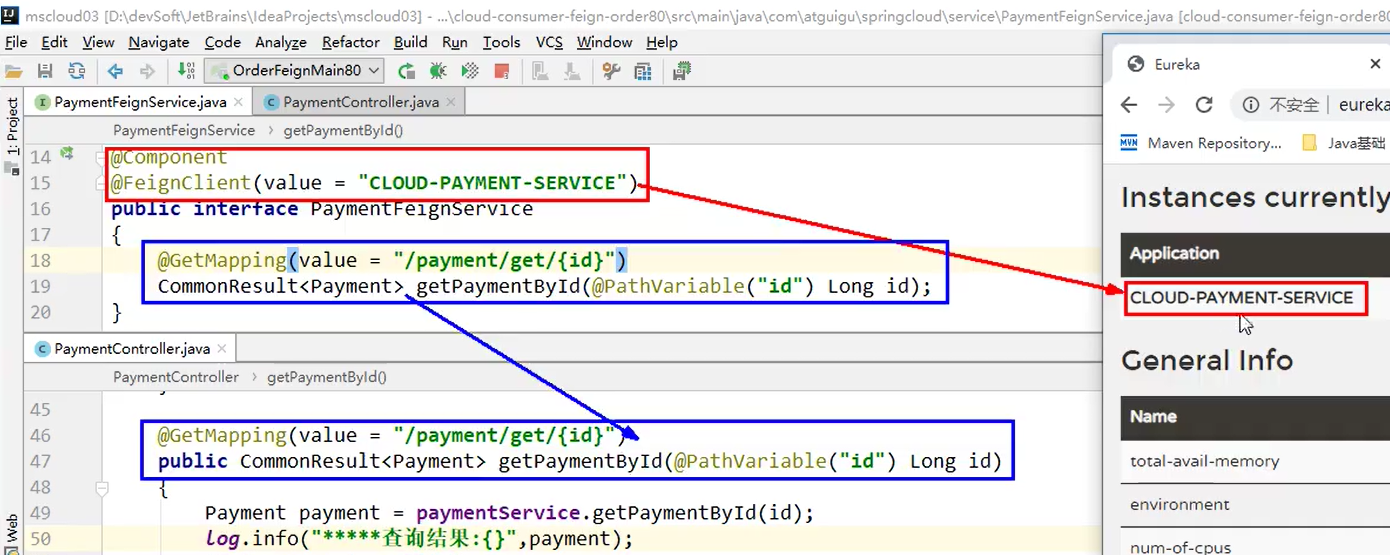 mscloud03 [D:\devSoft\JetBrains\IdeaProjects\mscloud03] - ...\cloud-consumer-feign-order80\src\main\java\com\atguigu\springcloud\service\PaymentFeignService.java [cloud-consumer-feign-order80
File Edit View Navigate Code Analyze Refactor Build Run Tools VCS Window Help
OrderFeignMain80
PaymentFeignService.java PaymentController.java
PaymentFeignService > getPaymentById()
1: Project
14 @Component
15 @FeignClient(value = "CLOUD-PAYMENT-SERVICE")
16 public interface PaymentFeignService
17 {
18 @GetMapping(value = "/payment/get/{id}")
19 CommonResult<Payment> getPaymentById(@PathVariable("id") Long id);
20 }
PaymentController.java
PaymentController > getPaymentById()
45
46 @GetMapping(value = "/payment/get/{id}")
47 public CommonResult<Payment> getPaymentById(@PathVariable("id") Long id)
48 {
49 Payment payment = paymentService.getPaymentById(id);
50 log.info("*****查询结果:{}",payment);
Web
Eureka
不安全 | eureka
Maven Repository... Java基础
Instances currently
Application
CLOUD-PAYMENT-SERVICE
General Info
Name
total-avail-memory
environment
num-of-cpus